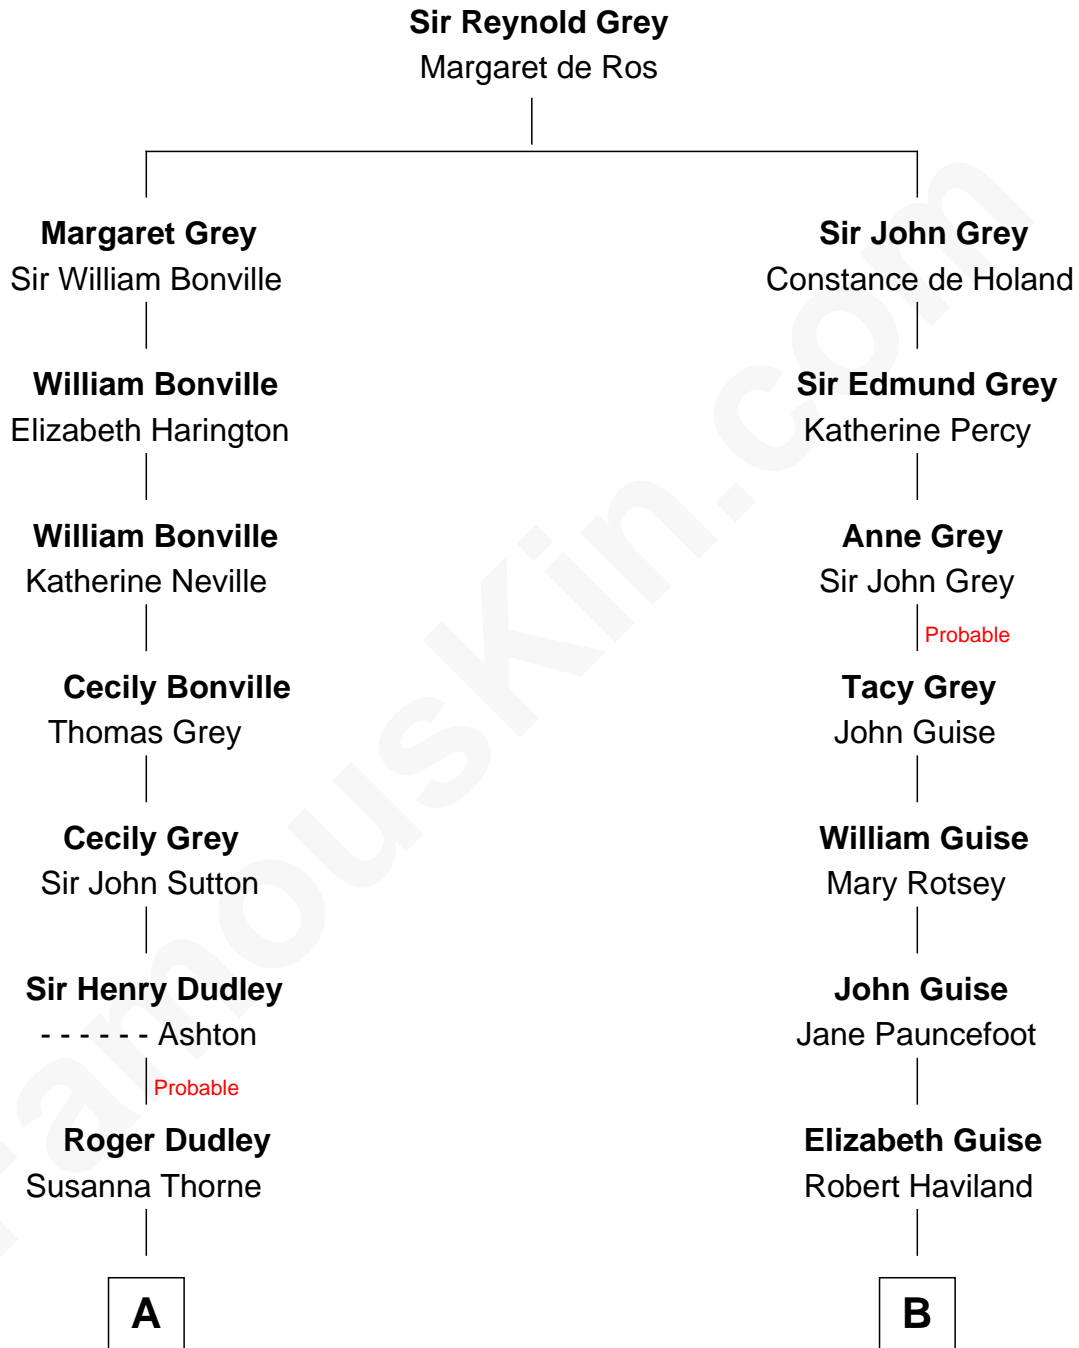 Sir Reynold Grey
Margaret de Ros
Margaret Grey
Sir William Bonville
Sir John Grey
Constance de Holand
William Bonville
Elizabeth Harington
Sir Edmund Grey
Katherine Percy
William Bonville
Katherine Neville
Anne Grey
Sir John Grey
Probable
Cecily Bonville
Thomas Grey
Tacy Grey
John Guise
Cecily Grey
Sir John Sutton
William Guise
Mary Rotsey
Sir Henry Dudley
- - - - - - Ashton
John Guise
Jane Pauncefoot
Probable
Roger Dudley
Susanna Thorne
Elizabeth Guise
Robert Haviland
A
B
FamousKin.com